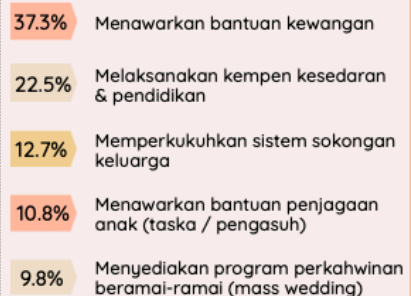 37.3% Menawarkan bantuan kewangan
22.5% Melaksanakan kempen kesedaran
& pendidikan
12.7% Memperkukuhkan sistem sokongan
keluarga
10.8% Menawarkan bantuan penjagaan
anak (taska / pengasuh)
9.8% Menyediakan program perkahwinan
beramai-ramai (mass wedding)